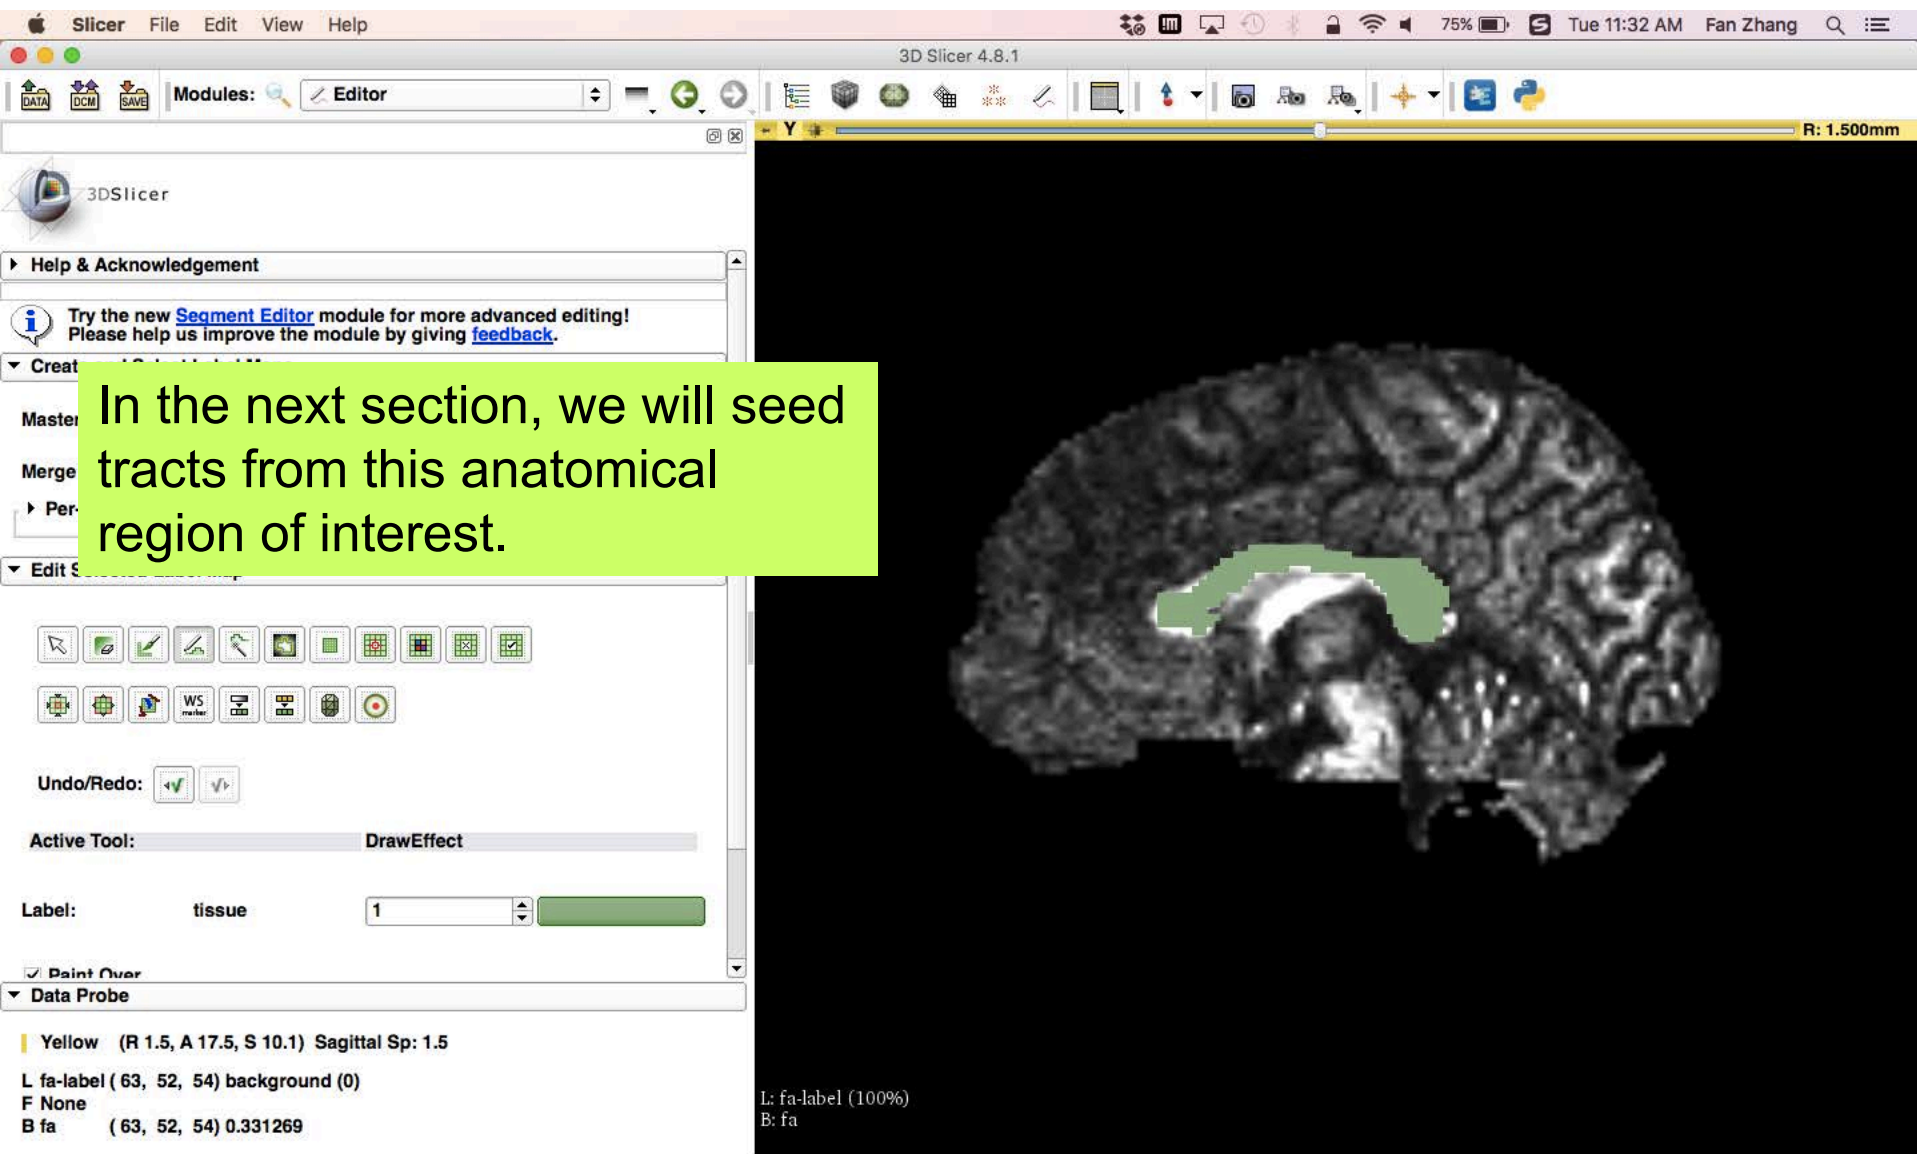 Slicer File Edit View Help 75% Tue 11:32 AM Fan Zhang
3D Slicer 4.8.1
DATA DCM SAVE Modules: Editor
Y R: 1.500mm
3DSlicer
Help & Acknowledgement
Try the new Segment Editor module for more advanced editing!
Please help us improve the module by giving feedback.
In the next section, we will seed
tracts from this anatomical
region of interest.
Master
Merge
Per-
WS
marker
Undo/Redo:
Active Tool: DrawEffect
Label: tissue 1
Paint Over
Data Probe
Yellow (R 1.5, A 17.5, S 10.1) Sagittal Sp: 1.5
L fa-label ( 63, 52, 54) background (0)
F None
B fa ( 63, 52, 54) 0.331269
L: fa-label (100%)
B: fa